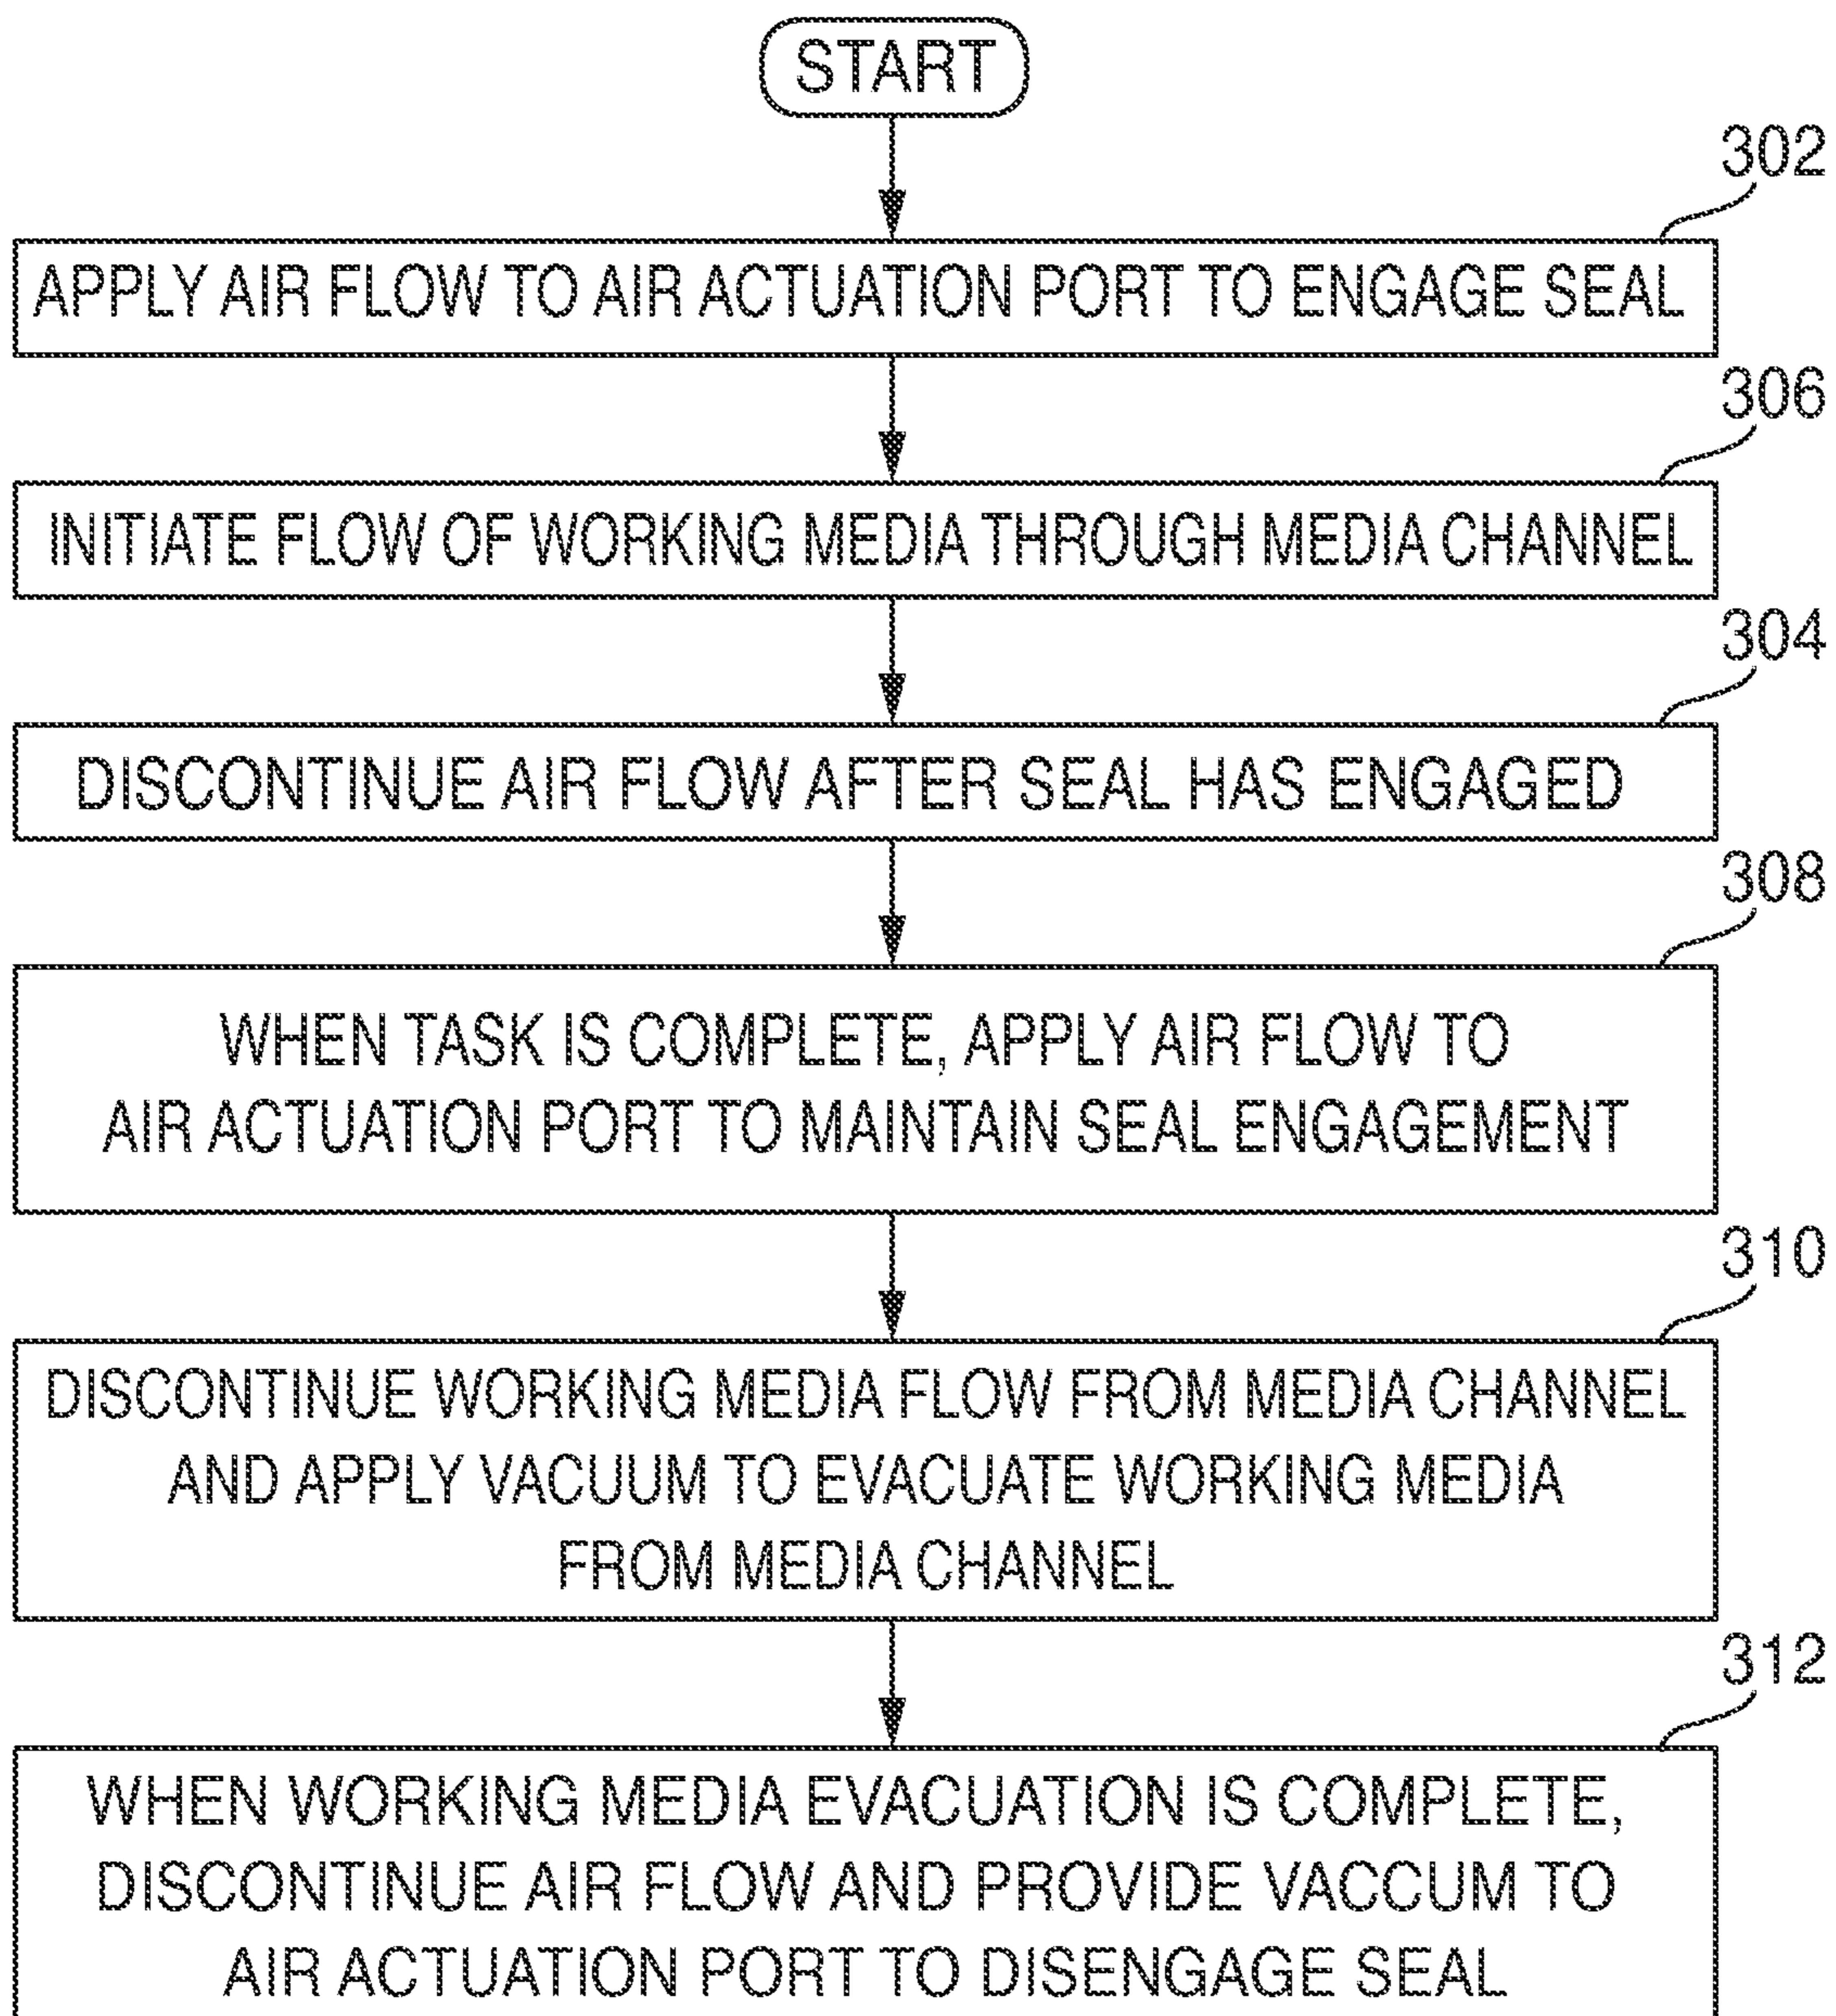 START
302
APPLY AIR FLOW TO AIR ACTUATION PORT TO ENGAGE SEAL
306
INITIATE FLOW OF WORKING MEDIA THROUGH MEDIA CHANNEL
304
DISCONTINUE AIR FLOW AFTER SEAL HAS ENGAGED
308
WHEN TASK IS COMPLETE, APPLY AIR FLOW TO
AIR ACTUATION PORT TO MAINTAIN SEAL ENGAGEMENT
310
DISCONTINUE WORKING MEDIA FLOW FROM MEDIA CHANNEL
AND APPLY VACUUM TO EVACUATE WORKING MEDIA
FROM MEDIA CHANNEL
312
WHEN WORKING MEDIA EVACUATION IS COMPLETE,
DISCONTINUE AIR FLOW AND PROVIDE VACCUM TO
AIR ACTUATION PORT TO DISENGAGE SEAL